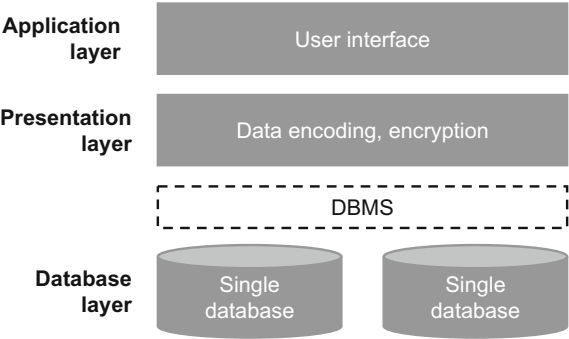 Application
layer
User interface
Presentation
layer
Data encoding, encryption
DBMS
Database
layer
Single
database
Single
database